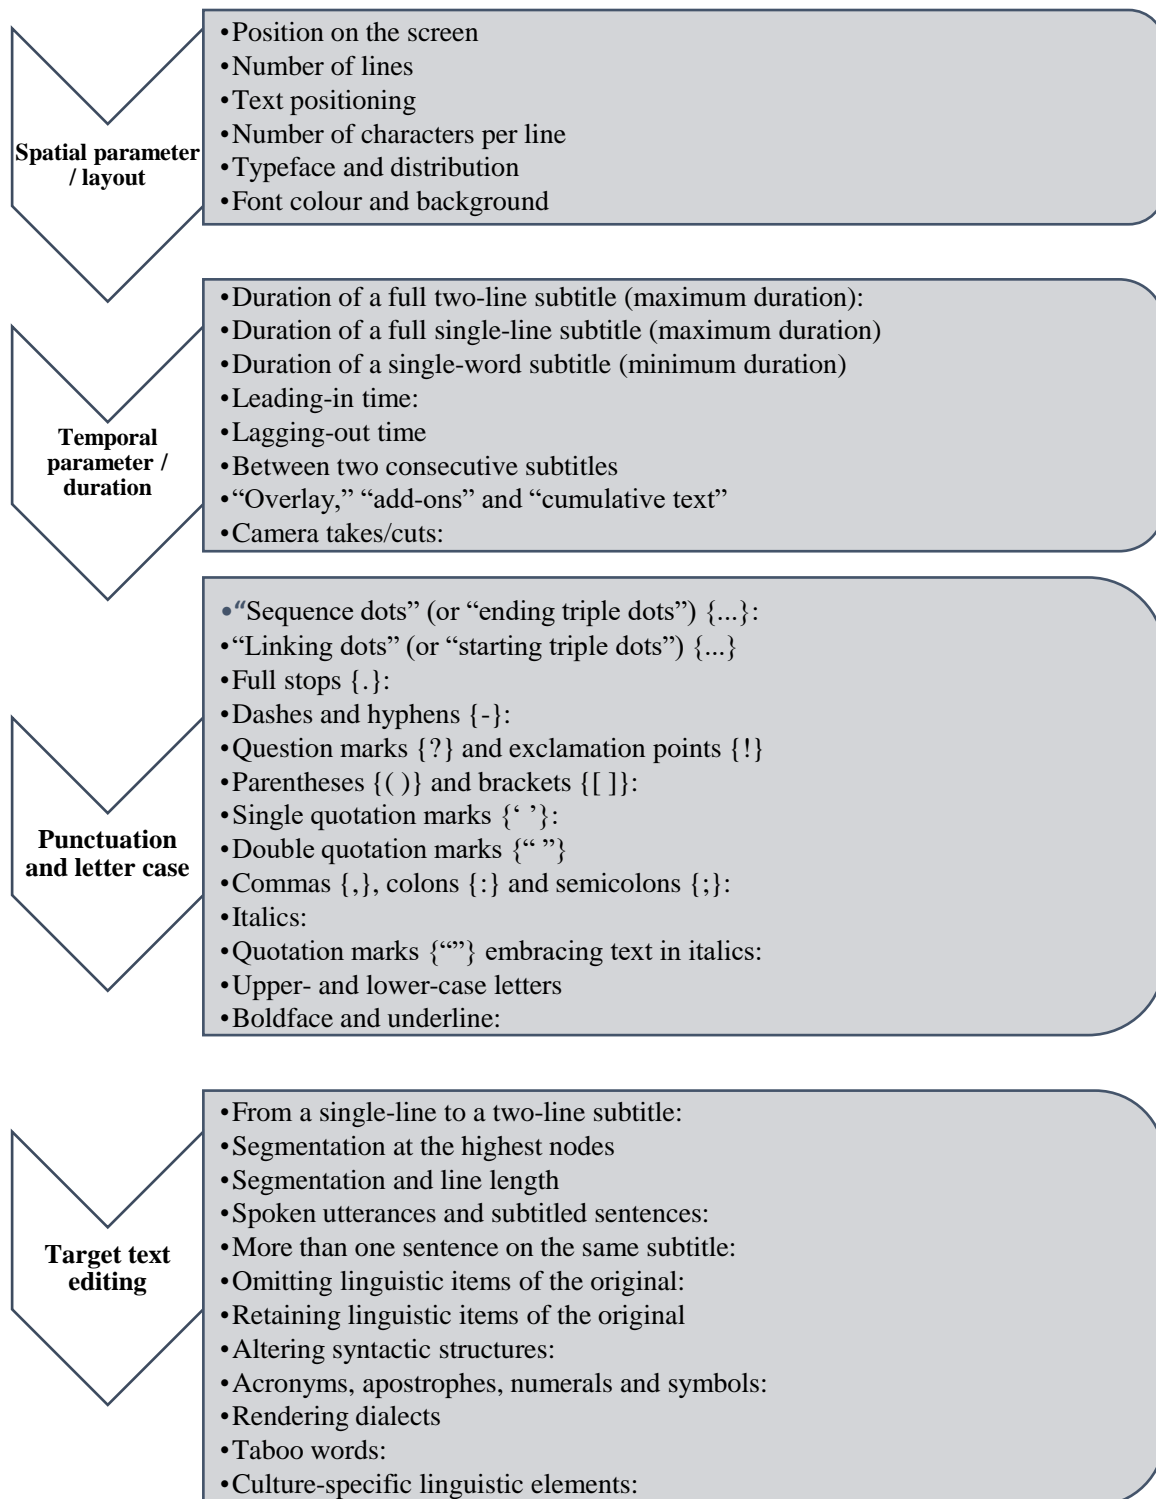 Spatial parameter
/ layout
•Position on the screen
•Number of lines
•Text positioning
•Number of characters per line
•Typeface and distribution
•Font colour and background
Temporal
parameter /
duration
•Duration of a full two-line subtitle (maximum duration):
•Duration of a full single-line subtitle (maximum duration)
•Duration of a single-word subtitle (minimum duration)
•Leading-in time:
•Lagging-out time
•Between two consecutive subtitles
•“Overlay,” “add-ons” and “cumulative text”
•Camera takes/cuts:
Punctuation
and letter case
•“Sequence dots” (or “ending triple dots”) {...}:
•“Linking dots” (or “starting triple dots”) {...}
•Full stops {.}:
•Dashes and hyphens {-}:
•Question marks {?} and exclamation points {!}
•Parentheses {( )} and brackets {[ ]}:
•Single quotation marks {‘ ’}:
•Double quotation marks {“ ”}
•Commas {,}, colons {:} and semicolons {;}:
•Italics:
•Quotation marks {“”} embracing text in italics:
•Upper- and lower-case letters
•Boldface and underline:
Target text
editing
•From a single-line to a two-line subtitle:
•Segmentation at the highest nodes
•Segmentation and line length
•Spoken utterances and subtitled sentences:
•More than one sentence on the same subtitle:
•Omitting linguistic items of the original:
•Retaining linguistic items of the original
•Altering syntactic structures:
•Acronyms, apostrophes, numerals and symbols:
•Rendering dialects
•Taboo words:
•Culture-specific linguistic elements: